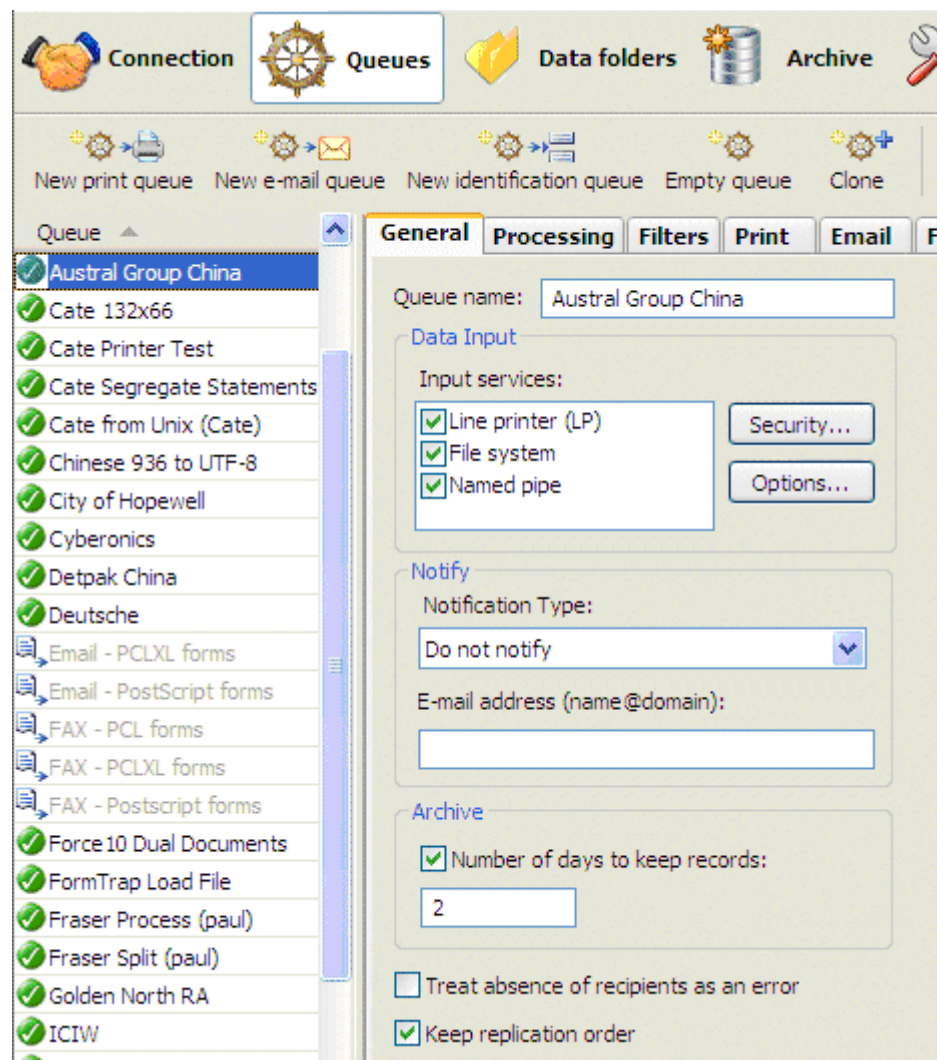 Connection
Queues
Data folders
Archive
New print queue
New e-mail queue
New identification queue
Empty queue
Clone
Queue
Austral Group China
Cate 132x66
Cate Printer Test
Cate Segregate Statements
Cate from Unix (Cate)
Chinese 936 to UTF-8
City of Hopewell
Cyberonics
Detpak China
Deutsche
Email - PCLXL forms
Email - PostScript forms
FAX - PCL forms
FAX - PCLXL forms
FAX - Postscript forms
Force10 Dual Documents
FormTrap Load File
Fraser Process (paul)
Fraser Split (paul)
Golden North RA
ICIW
General
Processing
Filters
Print
Email
Queue name: Austral Group China
Data Input
Input services:
Line printer (LP)
File system
Named pipe
Security...
Options...
Notify
Notification Type:
Do not notify
E-mail address (name@domain):
Archive
Number of days to keep records:
2
Treat absence of recipients as an error
Keep replication order